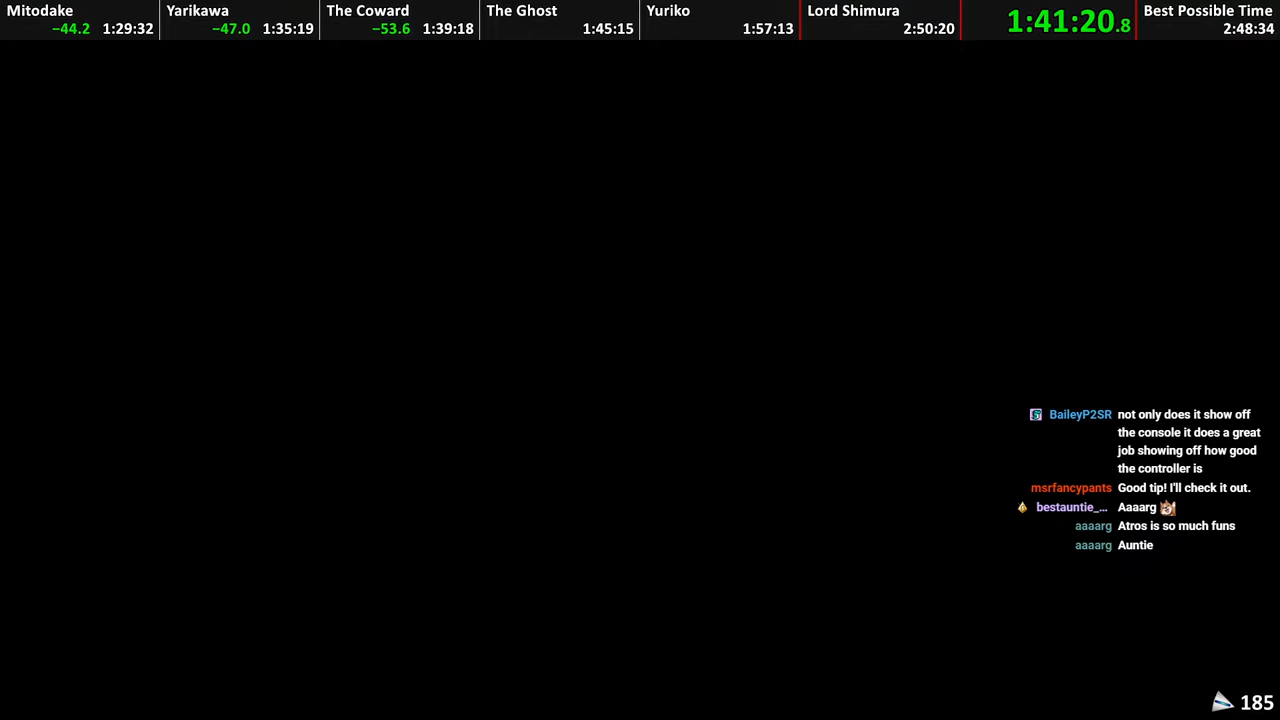 Mitodake
−44.2 1:29:32
Yarikawa
−47.0 1:35:19
The Coward
−53.6 1:39:18
The Ghost
1:45:15
Yuriko
1:57:13
Lord Shimura
2:50:20
1:41:20.8
Best Possible Time
2:48:34
BaileyP2SR not only does it show off
the console it does a great
job showing off how good
the controller is
msrfancypants Good tip! I'll check it out.
bestauntie_... Aaaarg
aaaarg Atros is so much funs
aaaarg Auntie
185